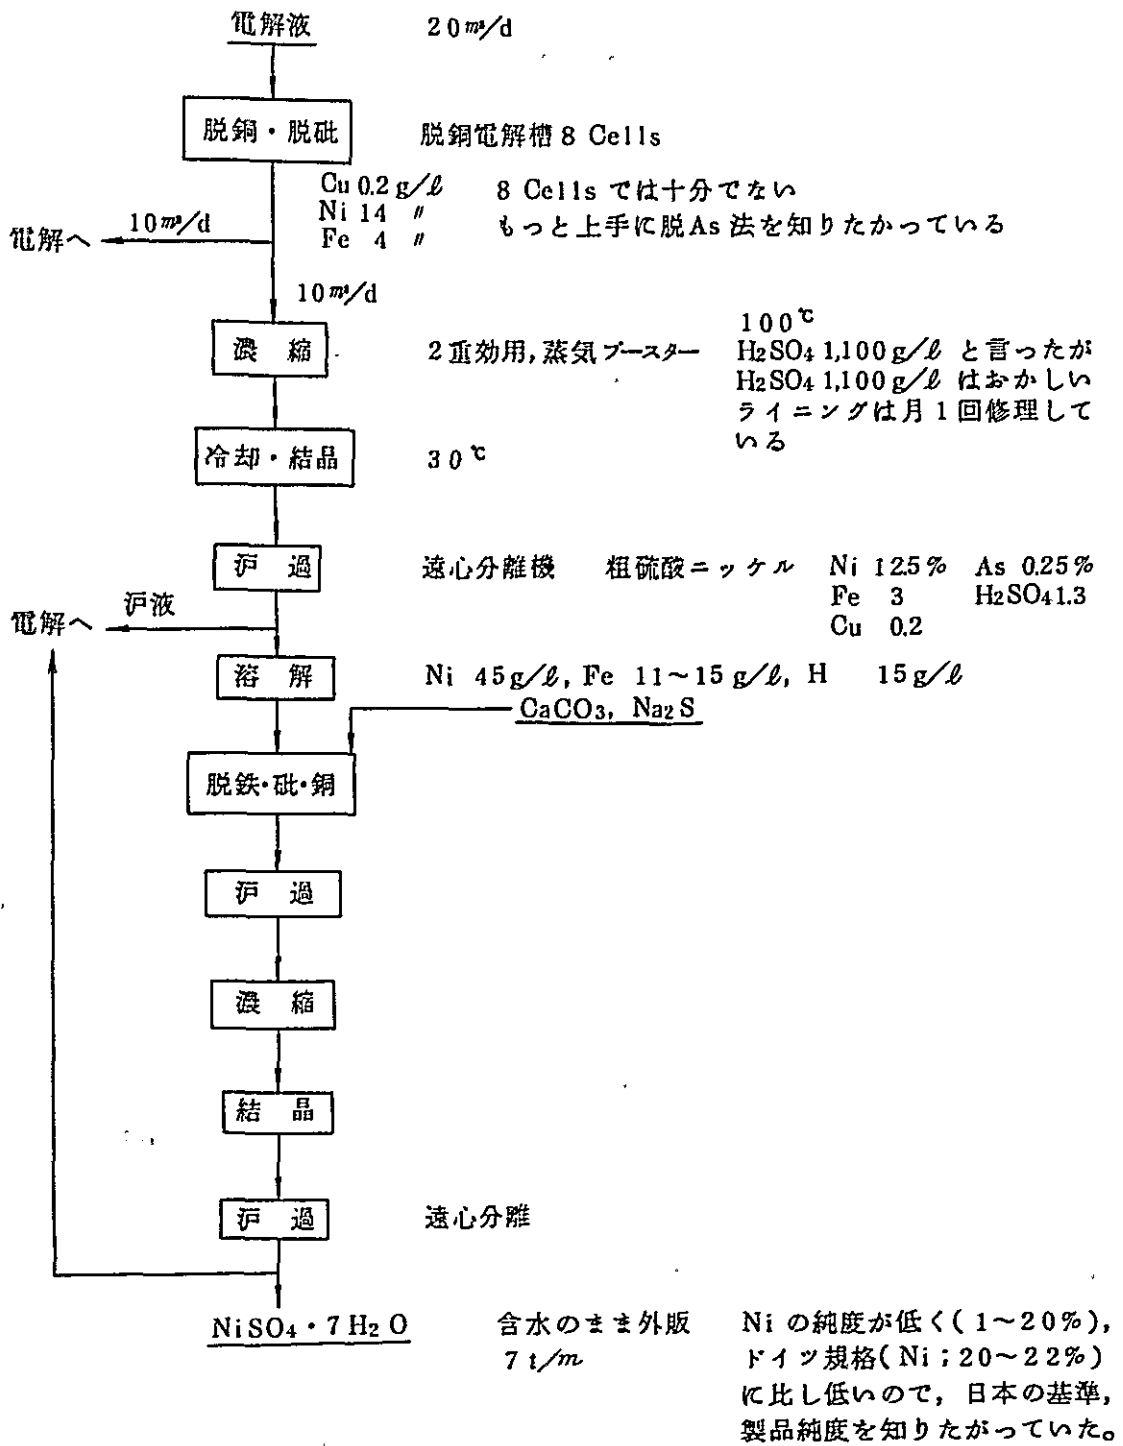 電解液 20m³/d
脱銅・脱砒 脱銅電解槽8 Cells
Cu 0.2g/ℓ 8 Cells では十分でない
Ni 14 〃 もっと上手に脱As法を知りたかっている
Fe 4 〃
10m³/d
電解へ
10m³/d
濃縮 2重効用,蒸気ブースター
100℃
H2SO4 1,100g/ℓ と言ったが
H2SO4 1,100g/ℓ はおかしい
ライニングは月1回修理して
いる
冷却・結晶 30℃
沪過 遠心分離機 粗硫酸ニッケル Ni 12.5% As 0.25%
Fe 3 H2SO4 1.3
Cu 0.2
沪液
電解へ
溶解 Ni 45g/ℓ, Fe 11~15g/ℓ, H 15g/ℓ
CaCO3, Na2S
脱鉄・砒・銅
沪過
濃縮
結晶
沪過 遠心分離
NiSO4・7H2O 含水のまま外販 Niの純度が低く(1~20%),
7t/m ドイツ規格(Ni;20~22%)
に比し低いので,日本の基準,
製品純度を知りたがっていた。